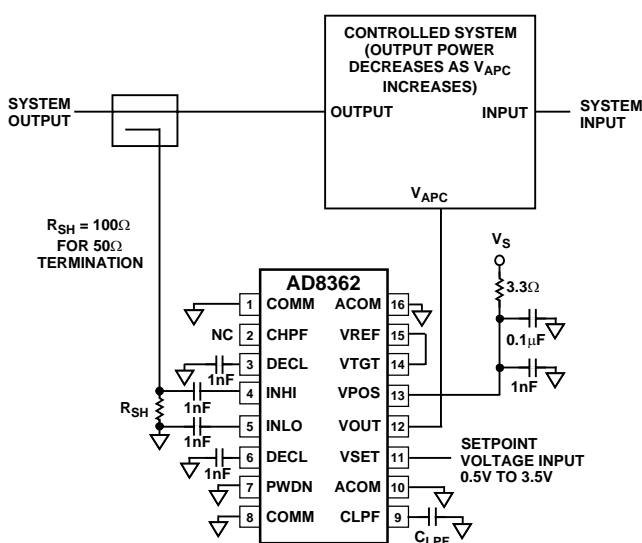 CONTROLLED SYSTEM
(OUTPUT POWER
DECREASES AS VAPC
INCREASES)
SYSTEM
OUTPUT
OUTPUT
INPUT
SYSTEM
INPUT
VAPC
RSH = 100Ω
FOR 50Ω
TERMINATION
VS
3.3Ω
0.1μF
1nF
AD8362
1 COMM ACOM 16
NC 2 CHPF VREF 15
3 DECL VTGT 14
1nF
4 INHI VPOS 13
1nF
RSH
5 INLO VOUT 12
1nF
6 DECL VSET 11
1nF
SETPOINT
VOLTAGE INPUT
0.5V TO 3.5V
7 PWDN ACOM 10
8 COMM CLPF 9
CLPF